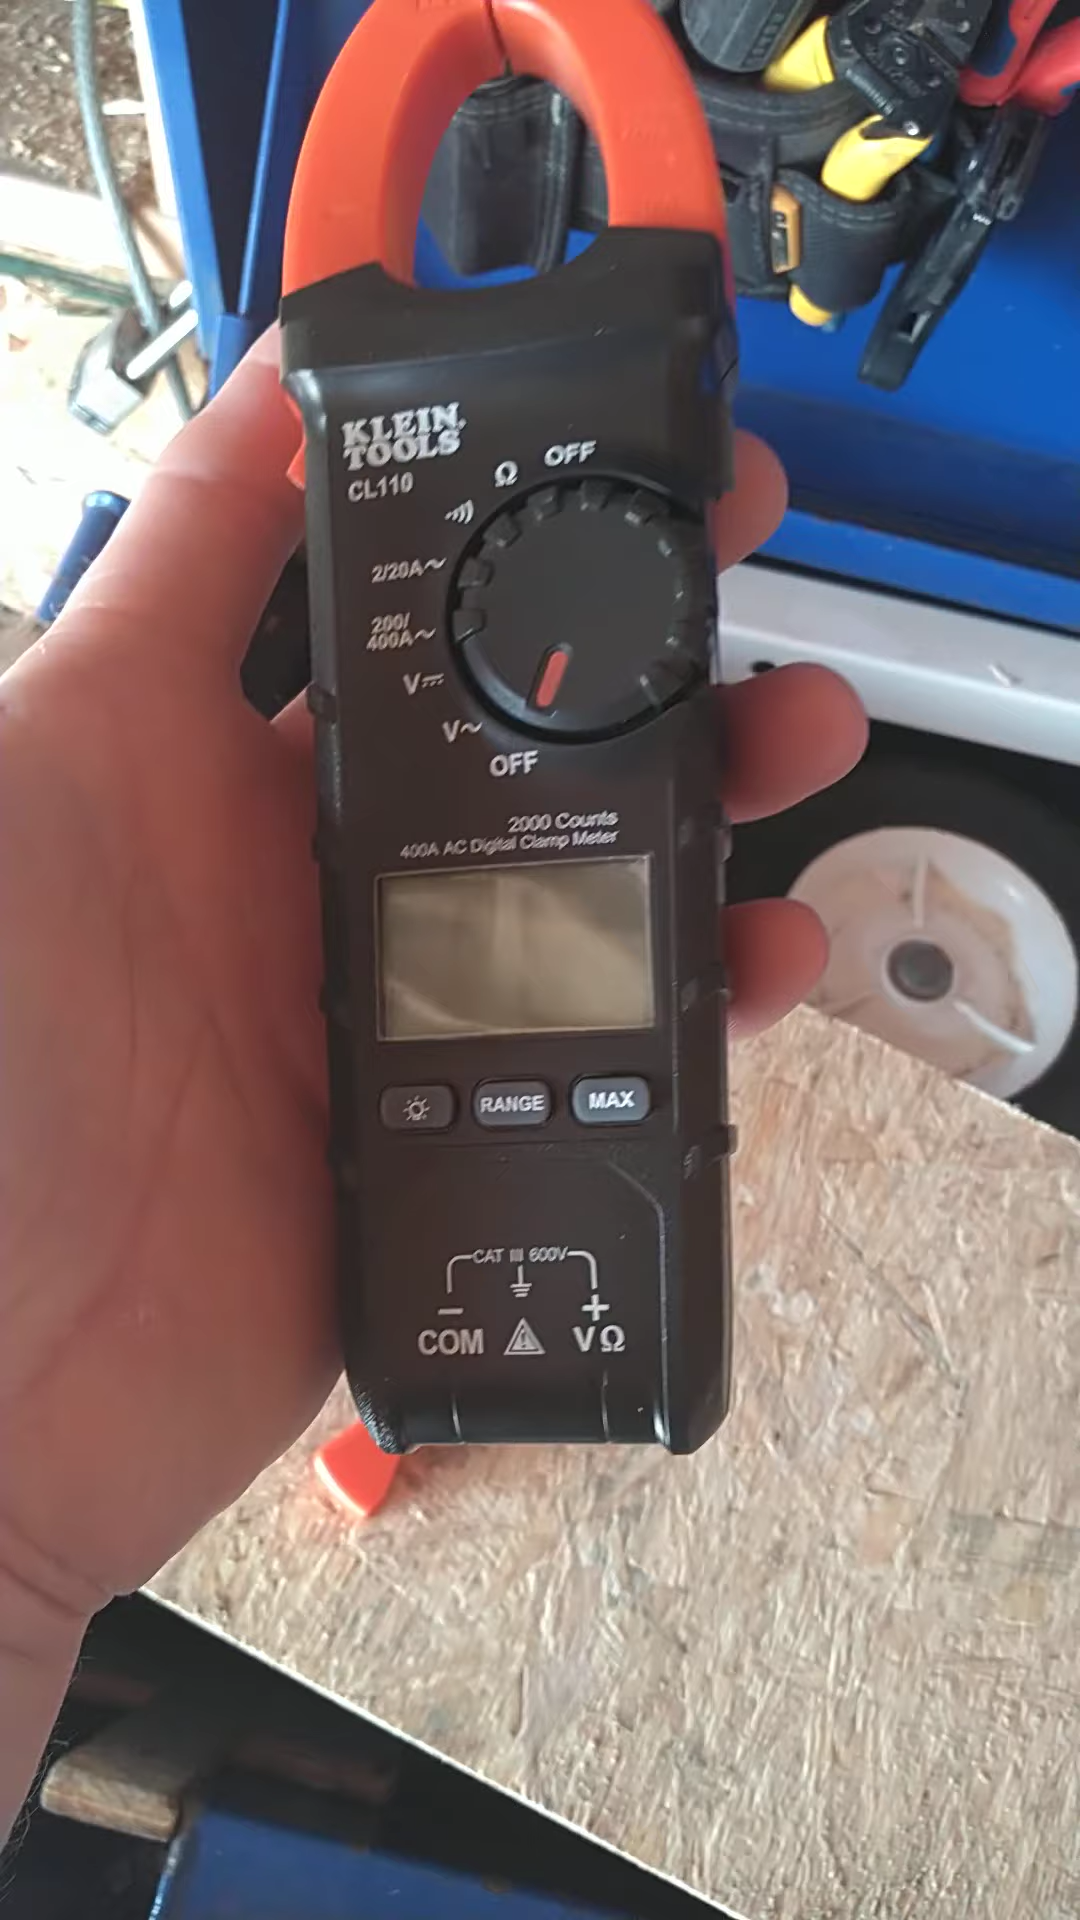 KLEIN
TOOLS
CL110
OFF
Ω
2/20A~
200/
400A~
V⎓
V~
OFF
2000 Counts
400A AC Digital Clamp Meter
RANGE
MAX
CAT III 600V
− +
COM VΩ